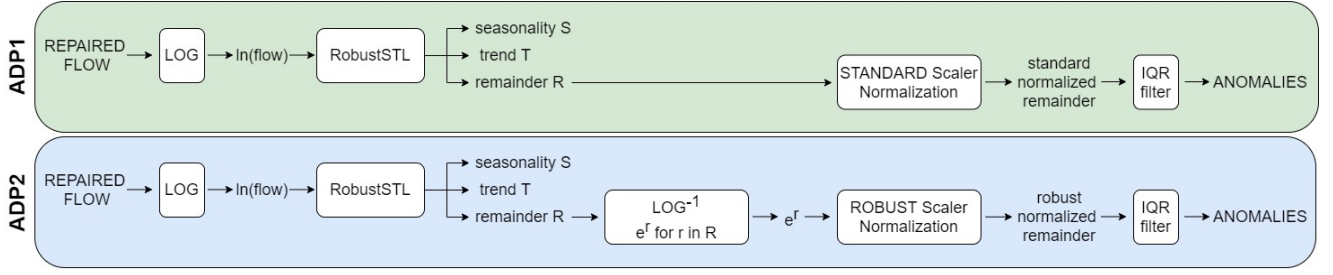 ADP1
REPAIRED
FLOW
LOG
ln(flow)
RobustSTL
seasonality S
trend T
remainder R
STANDARD Scaler
Normalization
standard
normalized
remainder
IQR
filter
ANOMALIES
ADP2
REPAIRED
FLOW
LOG
ln(flow)
RobustSTL
seasonality S
trend T
remainder R
LOG⁻¹
eʳ for r in R
eʳ
ROBUST Scaler
Normalization
robust
normalized
remainder
IQR
filter
ANOMALIES